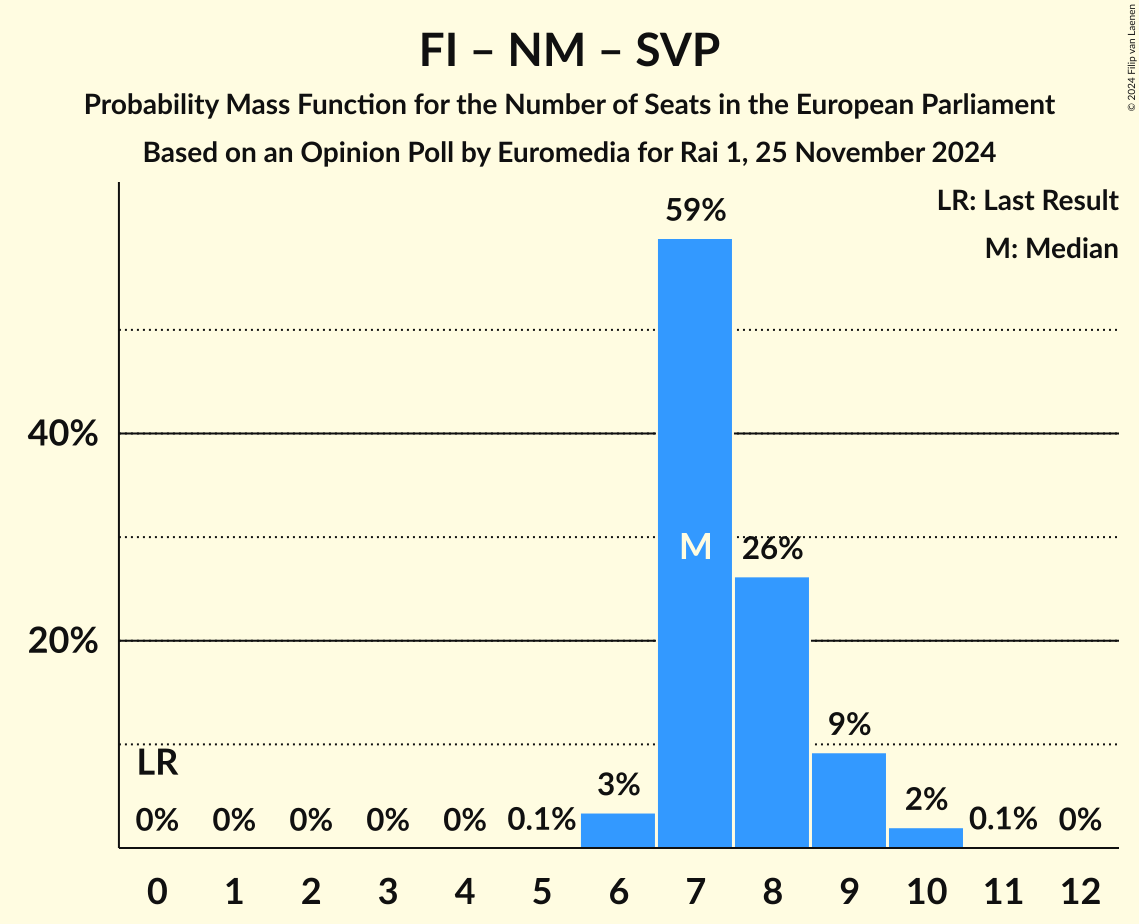 FI – NM – SVP
Probability Mass Function for the Number of Seats in the European Parliament
Based on an Opinion Poll by Euromedia for Rai 1, 25 November 2024
© 2024 Filip van Laenen
LR: Last Result
M: Median
59%
40%
M
26%
20%
9%
LR
3%
2%
0% 0% 0% 0% 0% 0.1% 0.1% 0%
0 1 2 3 4 5 6 7 8 9 10 11 12